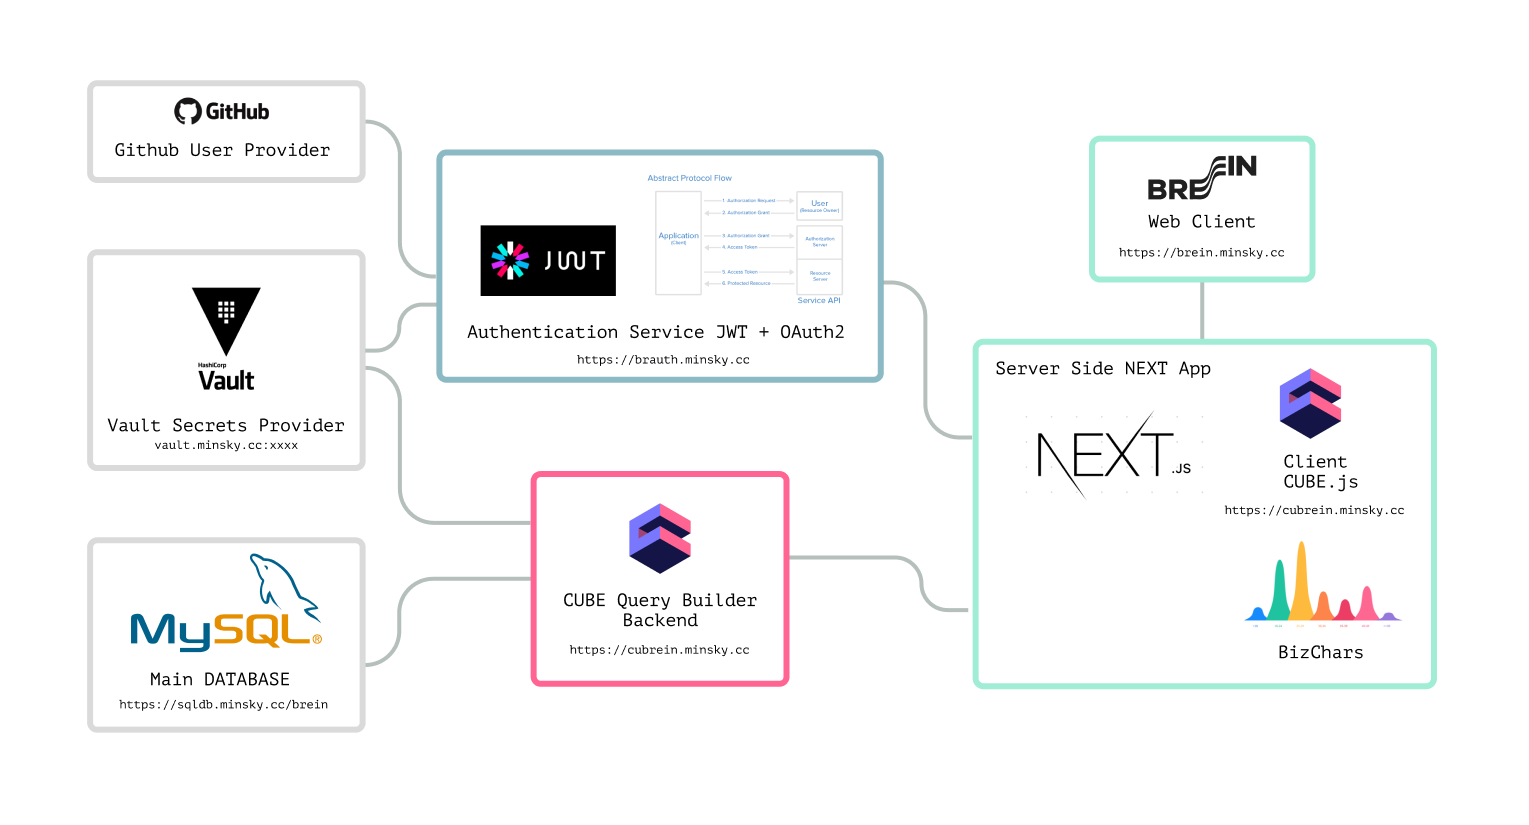 GitHub
Github User Provider
HashiCorp
Vault
Vault Secrets Provider
vault.minsky.cc:xxxx
MySQL®
Main DATABASE
https://sqldb.minsky.cc/brein
JWT
Abstract Protocol Flow
Application
(Client)
1. Authorization Request
2. Authorization Grant
3. Authorization Grant
4. Access Token
5. Access Token
6. Protected Resource
User
(Resource Owner)
Authorization
Server
Resource
Server
Service API
Authentication Service JWT + OAuth2
https://brauth.minsky.cc
CUBE Query Builder
Backend
https://cubrein.minsky.cc
BREIN
Web Client
https://brein.minsky.cc
Server Side NEXT App
NEXT.JS
Client
CUBE.js
https://cubrein.minsky.cc
BizChars